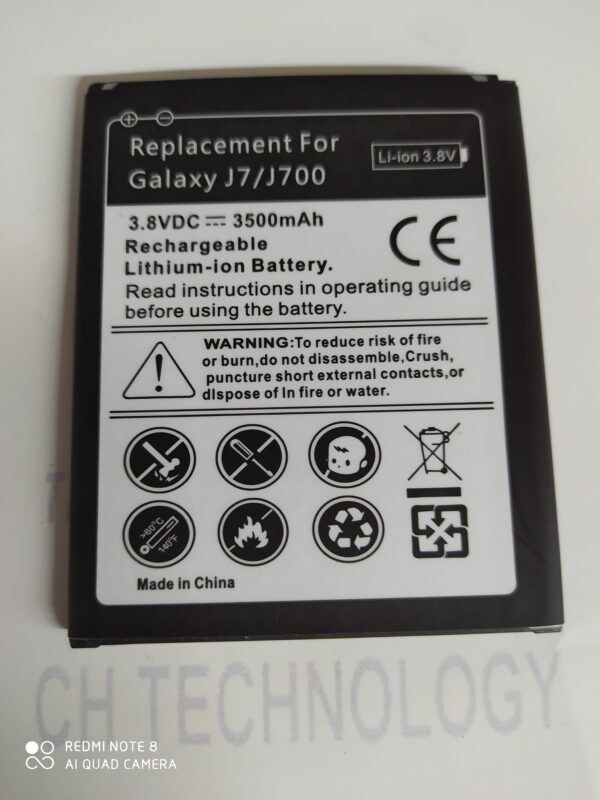 Replacement For
Galaxy J7/J700
Li-ion 3.8V
3.8VDC ⎓ 3500mAh
Rechargeable
Lithium-ion Battery.
CE
Read instructions in operating guide
before using the battery.
WARNING:To reduce risk of fire
or burn,do not disassemble,Crush,
puncture short external contacts,or
dIspose of In fire or water.
>60°C
140°F
Made in China
CH TECHNOLOGY
REDMI NOTE 8
AI QUAD CAMERA